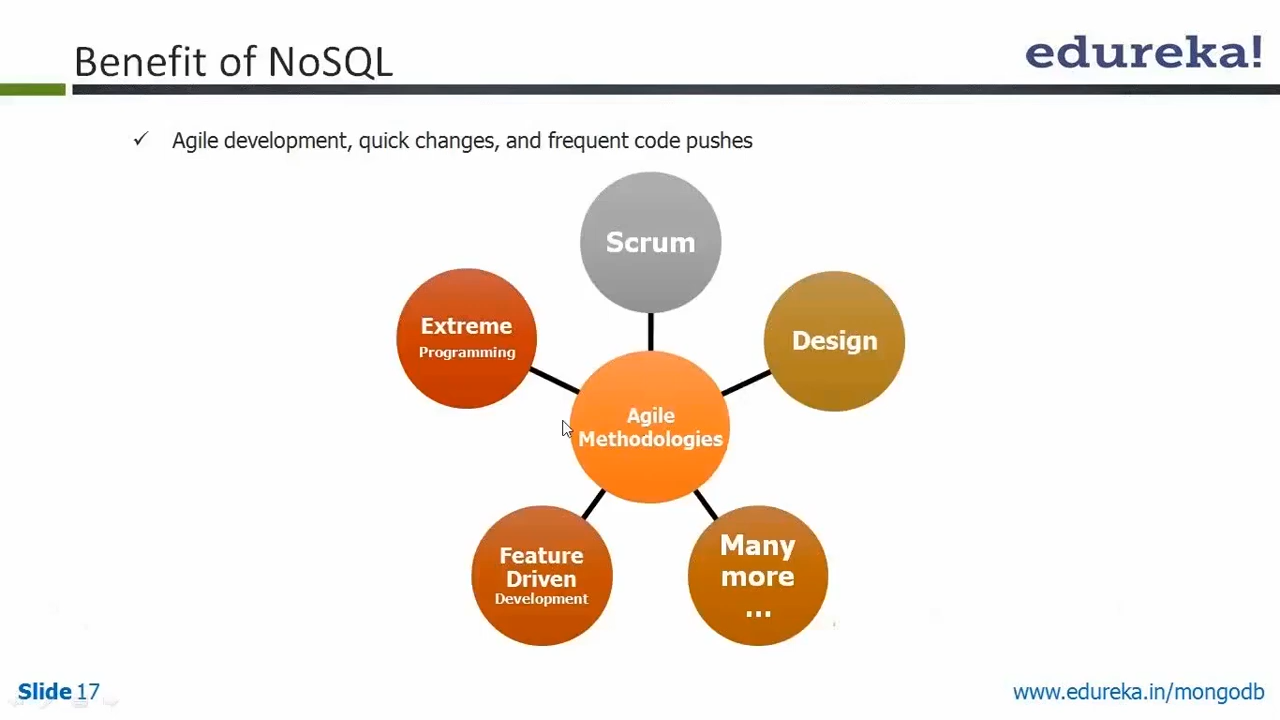 Benefit of NoSQL
edureka!
✓ Agile development, quick changes, and frequent code pushes
Scrum
Extreme
Programming
Design
Agile
Methodologies
Feature
Driven
Development
Many
more
...
Slide 17
www.edureka.in/mongodb